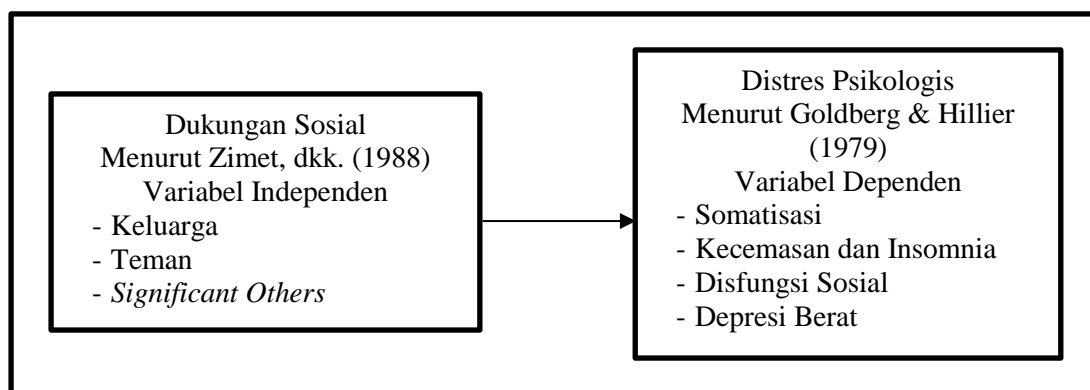 Dukungan Sosial
Menurut Zimet, dkk. (1988)
Variabel Independen
- Keluarga
- Teman
- Significant Others
Distres Psikologis
Menurut Goldberg & Hillier
(1979)
Variabel Dependen
- Somatisasi
- Kecemasan dan Insomnia
- Disfungsi Sosial
- Depresi Berat